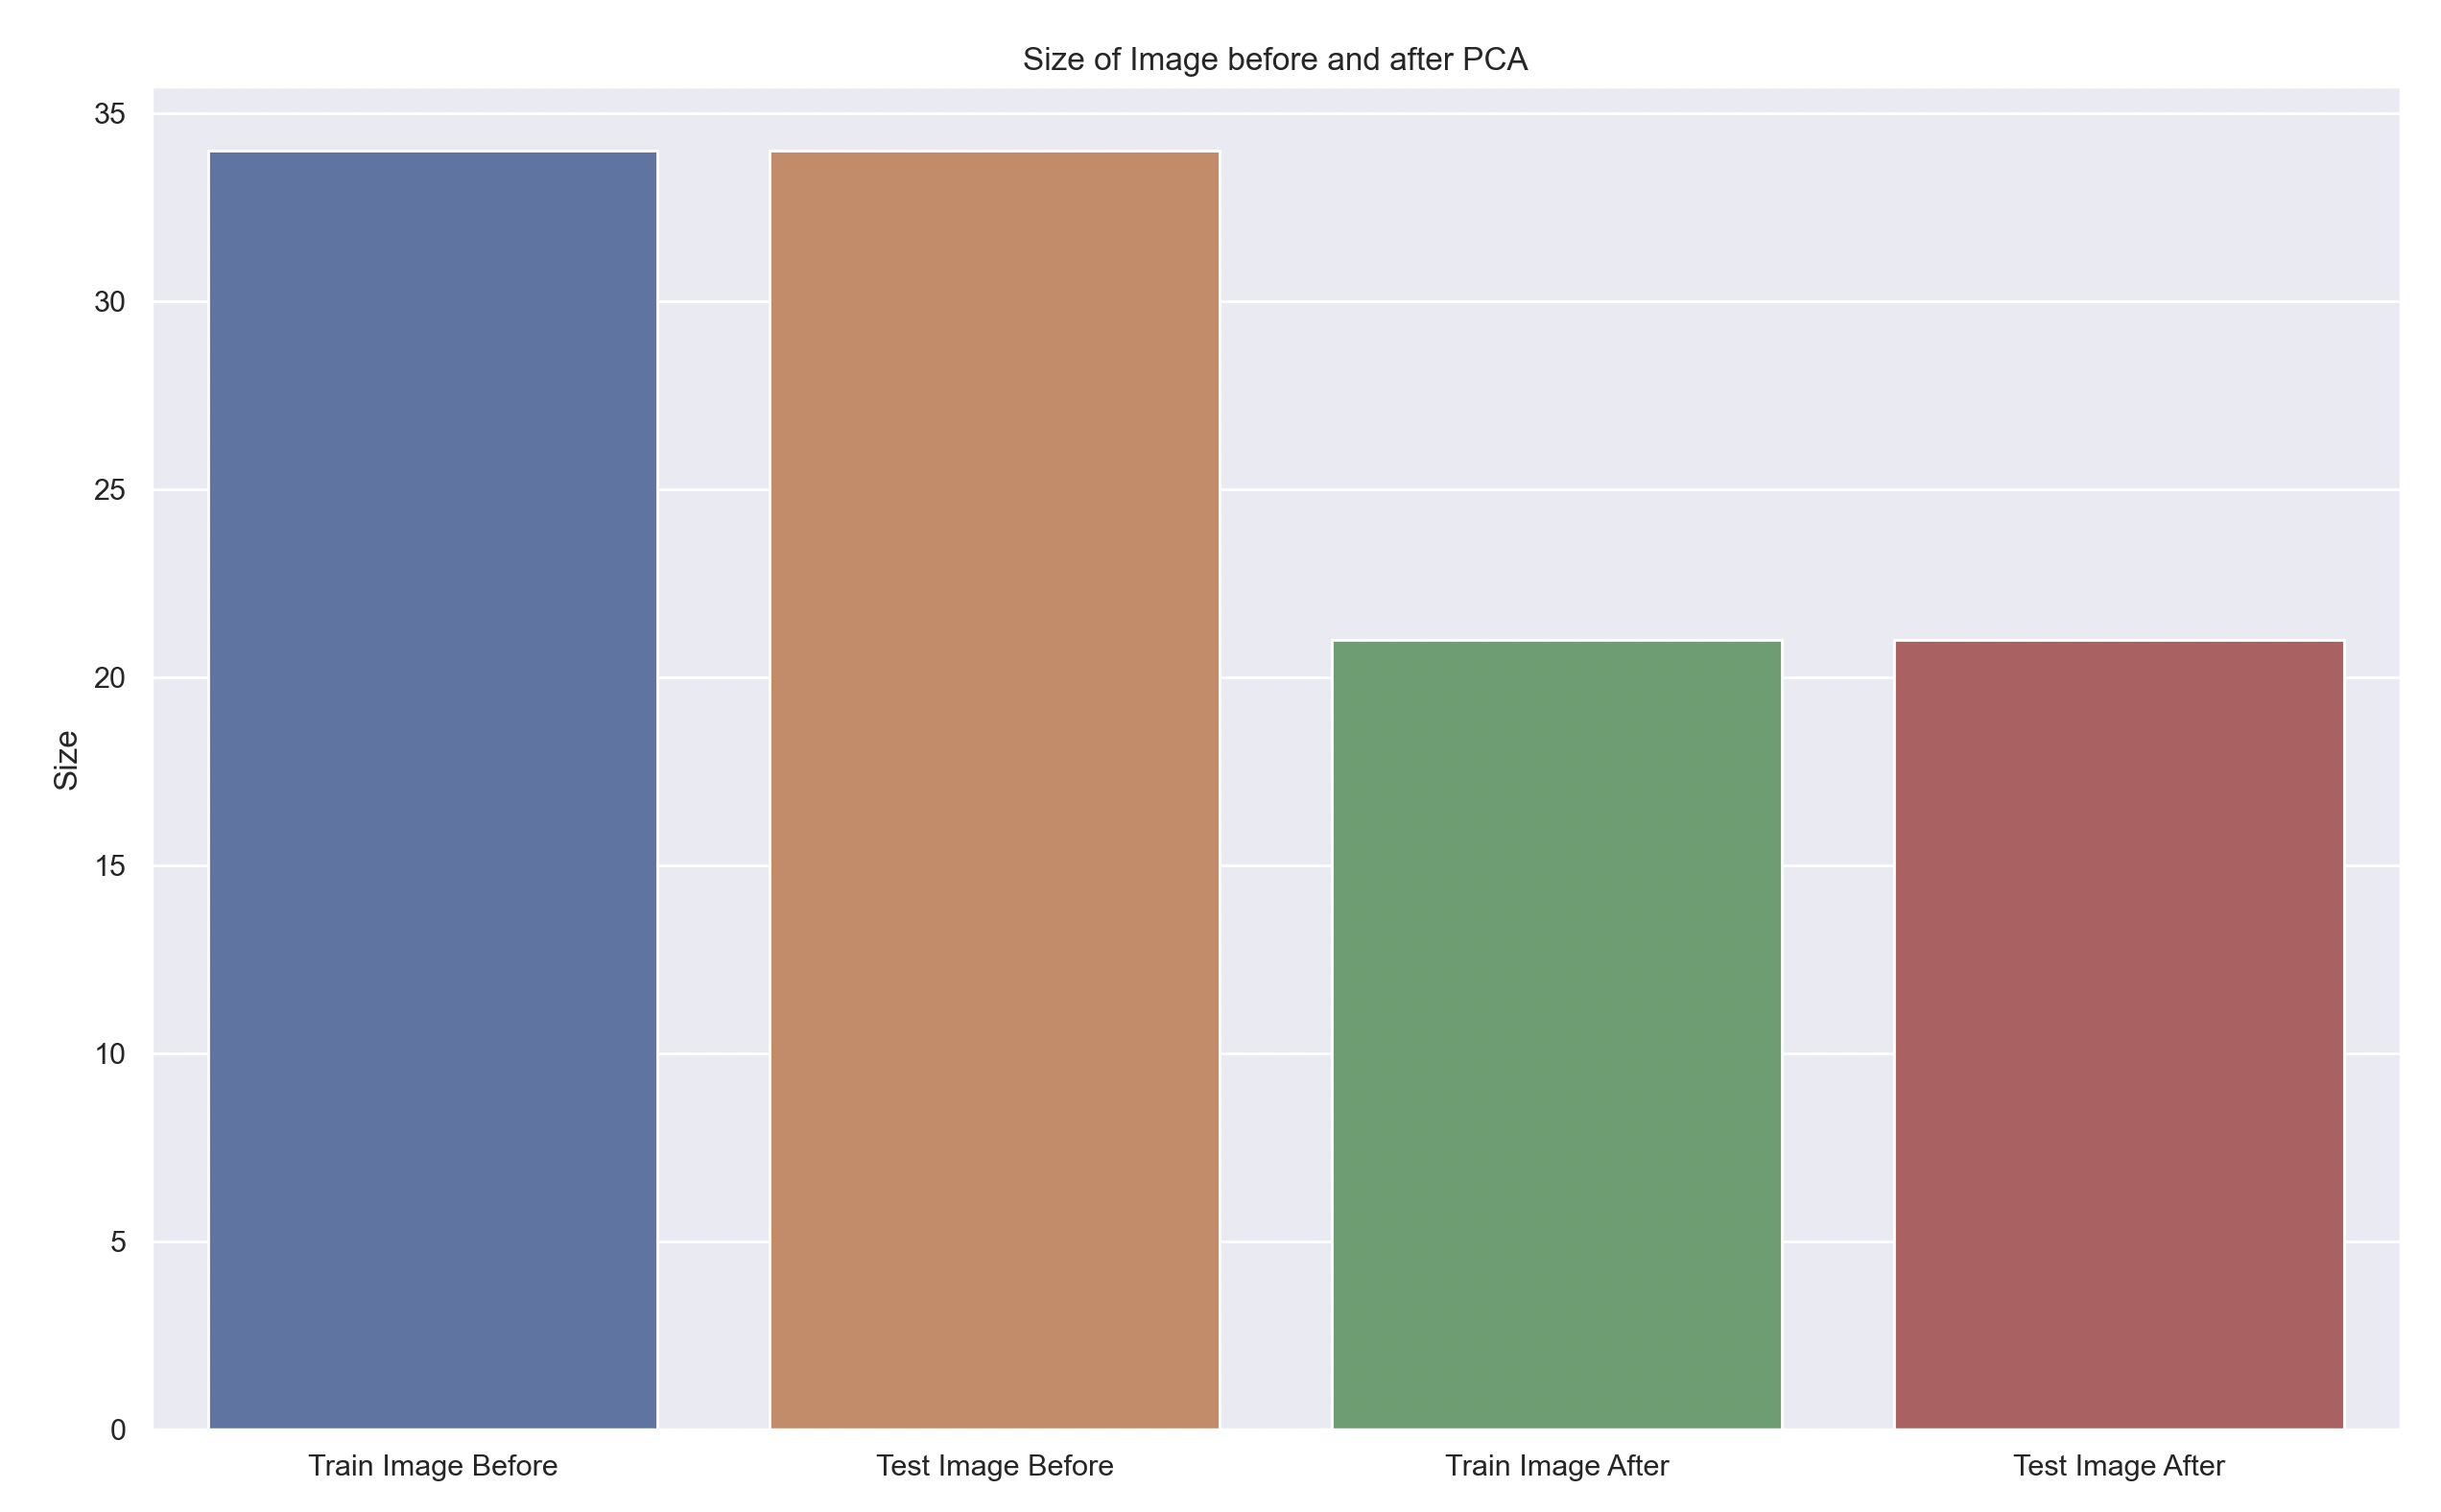 Size of Image before and after PCA
35
30
25
20
15
10
5
0
Size
Train Image Before
Test Image Before
Train Image After
Test Image After